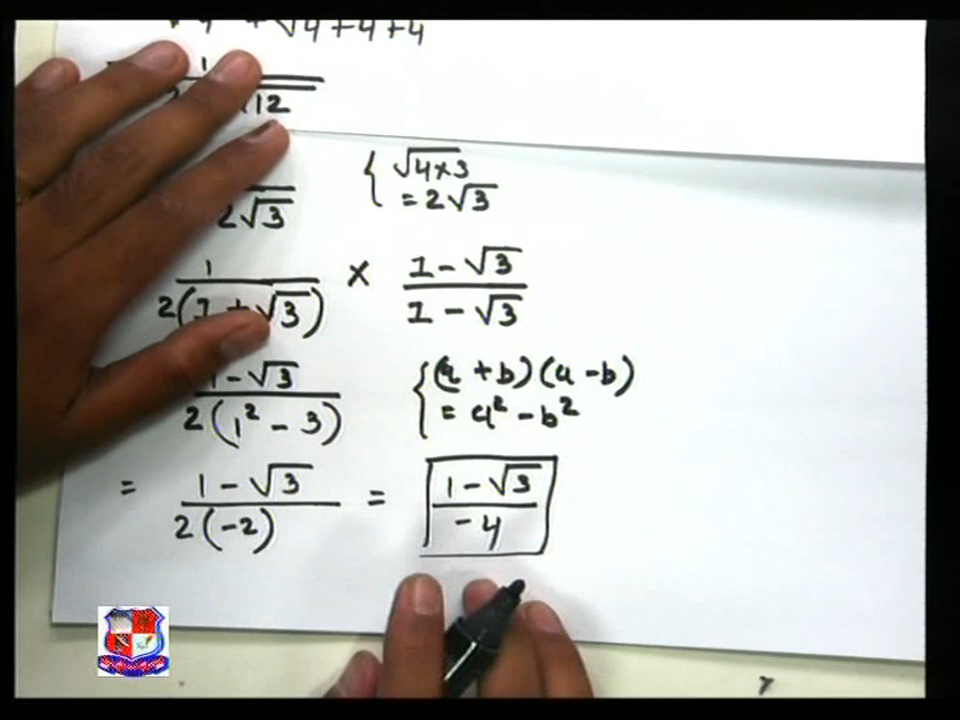 √4+4+4
1
12
2√3
{ √4×3
= 2√3
1 / 2(1+√3) × 1-√3 / 1-√3
1-√3 / 2(1² - 3)
{ (a + b) (a - b)
= a² - b²
= 1-√3 / 2(-2) = 1-√3 / -4